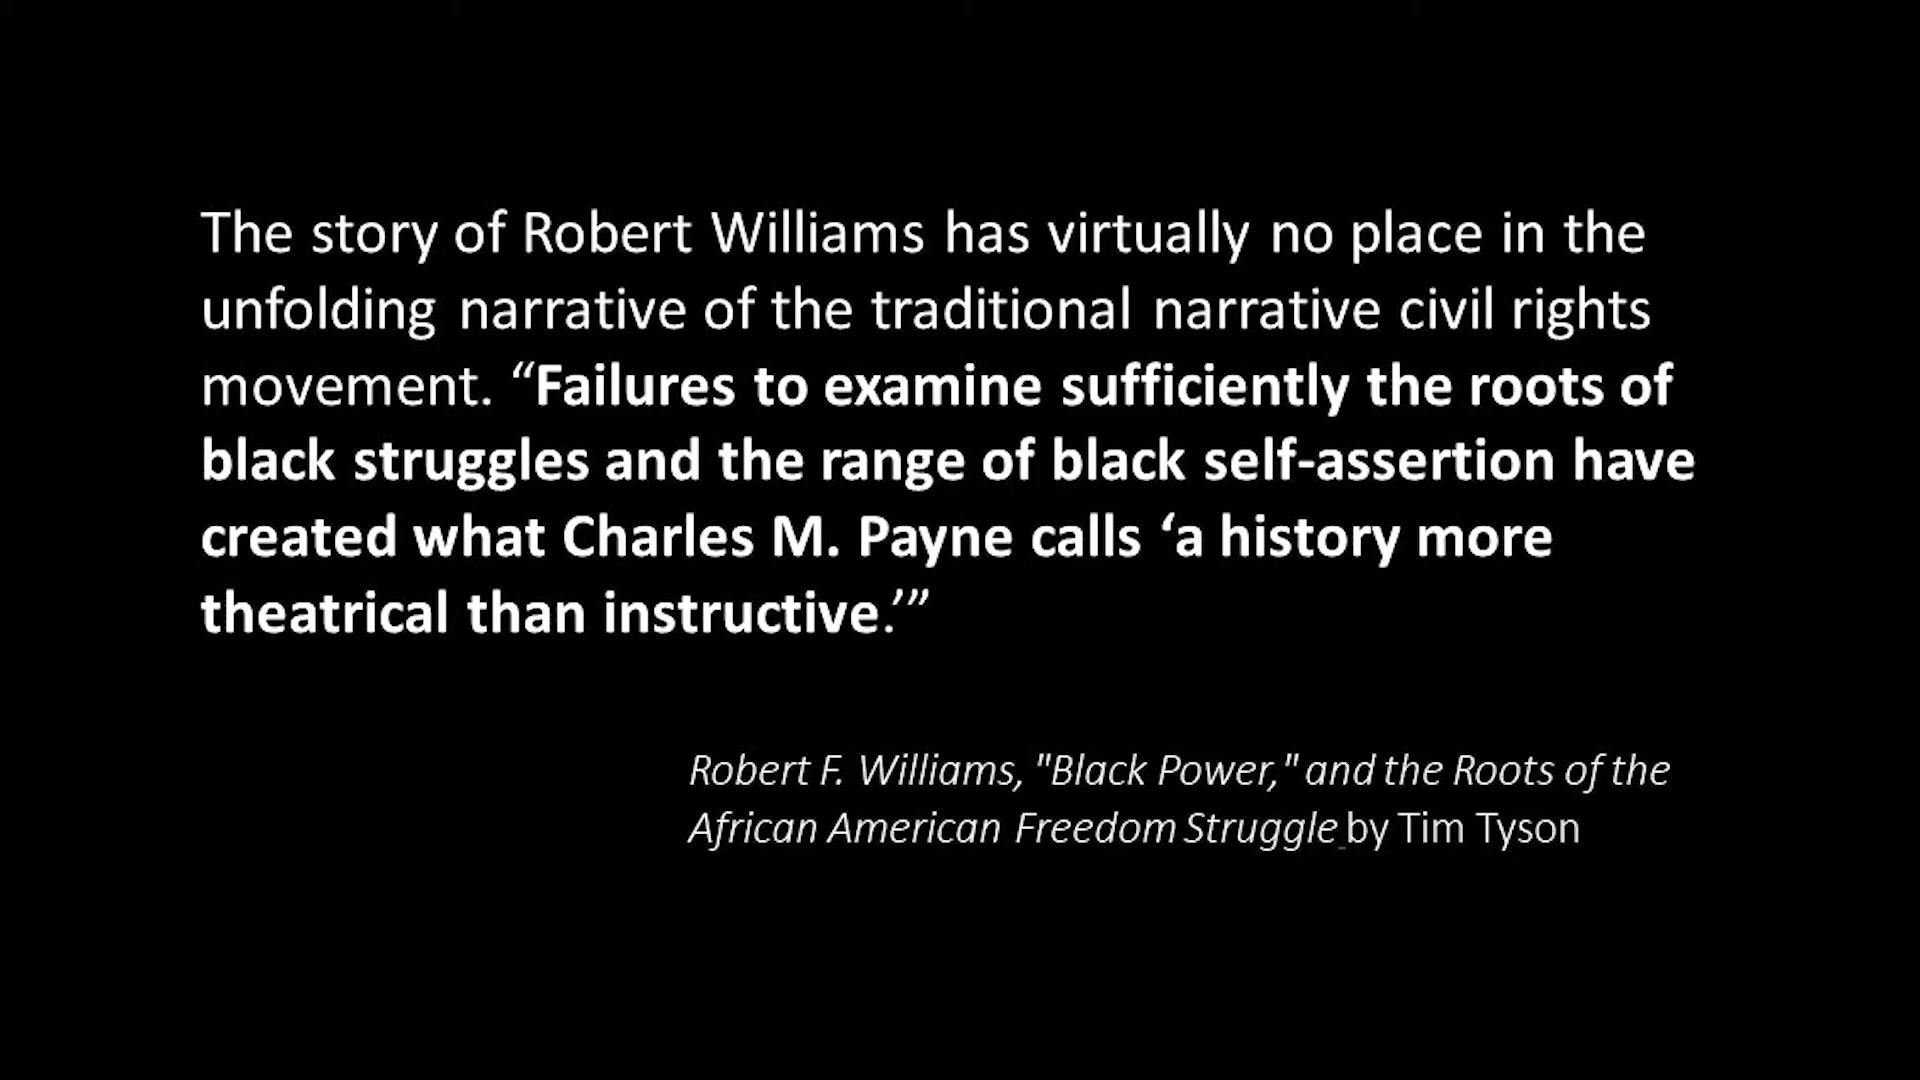 The story of Robert Williams has virtually no place in the
unfolding narrative of the traditional narrative civil rights
movement. “Failures to examine sufficiently the roots of
black struggles and the range of black self-assertion have
created what Charles M. Payne calls ‘a history more
theatrical than instructive.’”
Robert F. Williams, "Black Power," and the Roots of the
African American Freedom Struggle by Tim Tyson